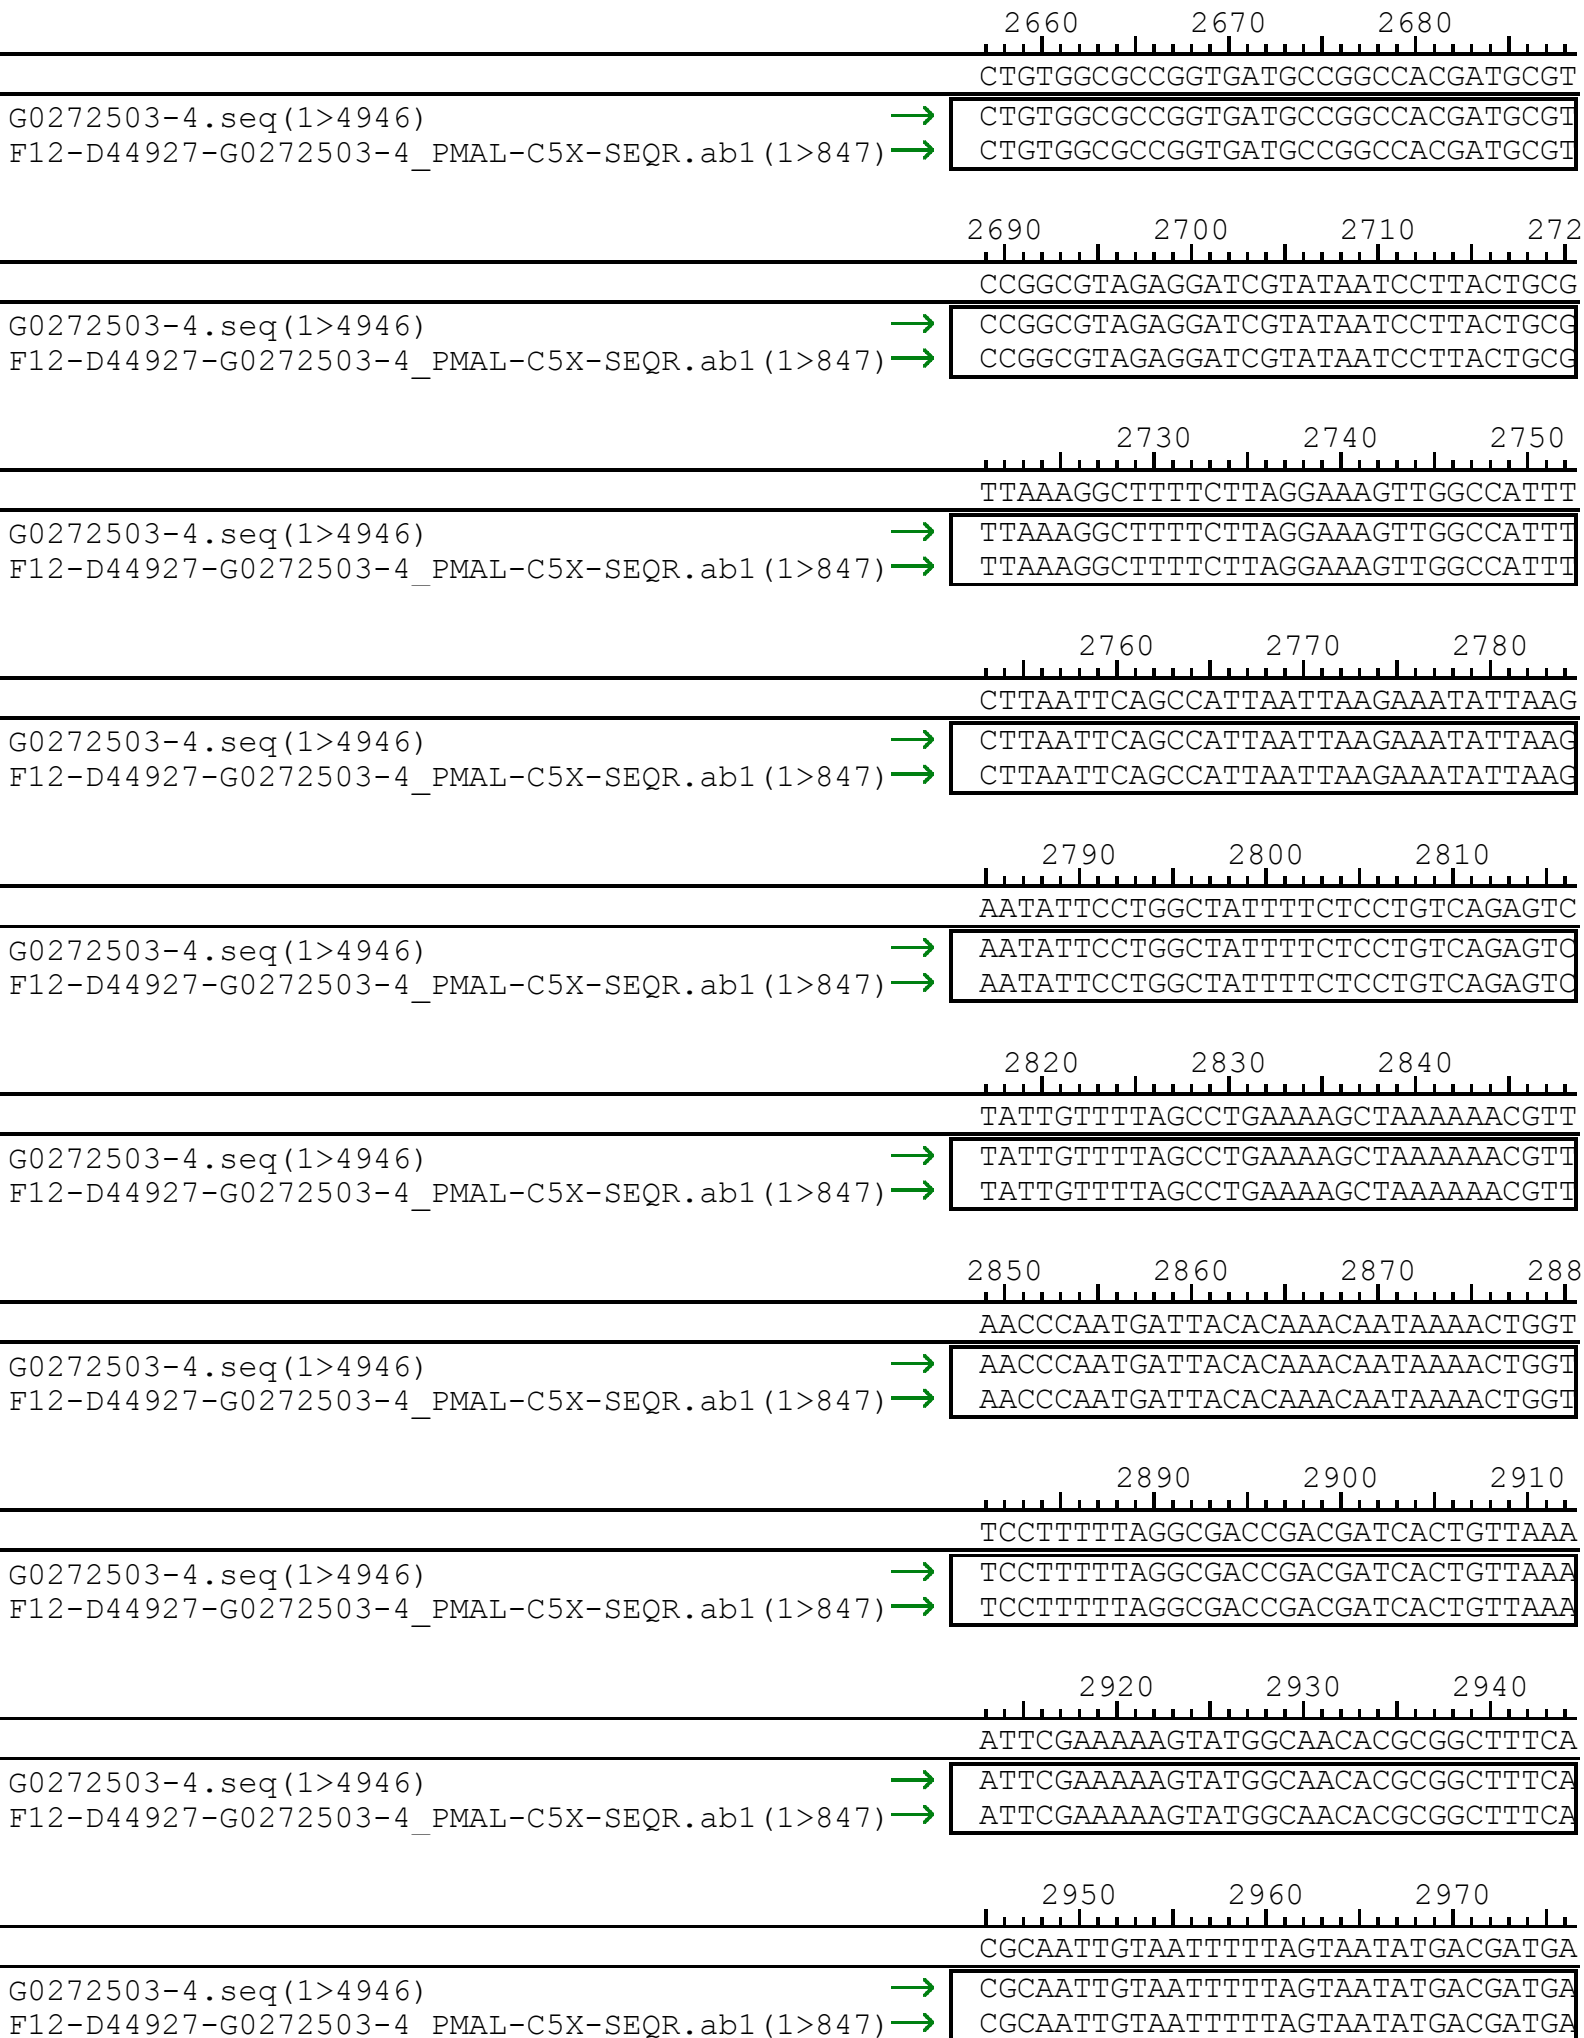 2660 2670 2680
CTGTGGCGCCGGTGATGCCGGCCACGATGCGT
G0272503-4.seq(1>4946) → CTGTGGCGCCGGTGATGCCGGCCACGATGCGT
F12-D44927-G0272503-4_PMAL-C5X-SEQR.ab1(1>847) → CTGTGGCGCCGGTGATGCCGGCCACGATGCGT
2690 2700 2710 272
CCGGCGTAGAGGATCGTATAATCCTTACTGCG
G0272503-4.seq(1>4946) → CCGGCGTAGAGGATCGTATAATCCTTACTGCG
F12-D44927-G0272503-4_PMAL-C5X-SEQR.ab1(1>847) → CCGGCGTAGAGGATCGTATAATCCTTACTGCG
2730 2740 2750
TTAAAGGCTTTTCTTAGGAAAGTTGGCCATTT
G0272503-4.seq(1>4946) → TTAAAGGCTTTTCTTAGGAAAGTTGGCCATTT
F12-D44927-G0272503-4_PMAL-C5X-SEQR.ab1(1>847) → TTAAAGGCTTTTCTTAGGAAAGTTGGCCATTT
2760 2770 2780
CTTAATTCAGCCATTAATTAAGAAATATTAAG
G0272503-4.seq(1>4946) → CTTAATTCAGCCATTAATTAAGAAATATTAAG
F12-D44927-G0272503-4_PMAL-C5X-SEQR.ab1(1>847) → CTTAATTCAGCCATTAATTAAGAAATATTAAG
2790 2800 2810
AATATTCCTGGCTATTTTCTCCTGTCAGAGTC
G0272503-4.seq(1>4946) → AATATTCCTGGCTATTTTCTCCTGTCAGAGTC
F12-D44927-G0272503-4_PMAL-C5X-SEQR.ab1(1>847) → AATATTCCTGGCTATTTTCTCCTGTCAGAGTC
2820 2830 2840
TATTGTTTTAGCCTGAAAAGCTAAAAAACGTT
G0272503-4.seq(1>4946) → TATTGTTTTAGCCTGAAAAGCTAAAAAACGTT
F12-D44927-G0272503-4_PMAL-C5X-SEQR.ab1(1>847) → TATTGTTTTAGCCTGAAAAGCTAAAAAACGTT
2850 2860 2870 288
AACCCAATGATTACACAAACAATAAAACTGGT
G0272503-4.seq(1>4946) → AACCCAATGATTACACAAACAATAAAACTGGT
F12-D44927-G0272503-4_PMAL-C5X-SEQR.ab1(1>847) → AACCCAATGATTACACAAACAATAAAACTGGT
2890 2900 2910
TCCTTTTTAGGCGACCGACGATCACTGTTAAA
G0272503-4.seq(1>4946) → TCCTTTTTAGGCGACCGACGATCACTGTTAAA
F12-D44927-G0272503-4_PMAL-C5X-SEQR.ab1(1>847) → TCCTTTTTAGGCGACCGACGATCACTGTTAAA
2920 2930 2940
ATTCGAAAAAGTATGGCAACACGCGGCTTTCA
G0272503-4.seq(1>4946) → ATTCGAAAAAGTATGGCAACACGCGGCTTTCA
F12-D44927-G0272503-4_PMAL-C5X-SEQR.ab1(1>847) → ATTCGAAAAAGTATGGCAACACGCGGCTTTCA
2950 2960 2970
CGCAATTGTAATTTTTAGTAATATGACGATGA
G0272503-4.seq(1>4946) → CGCAATTGTAATTTTTAGTAATATGACGATGA
F12-D44927-G0272503-4_PMAL-C5X-SEQR.ab1(1>847) → CGCAATTGTAATTTTTAGTAATATGACGATGA